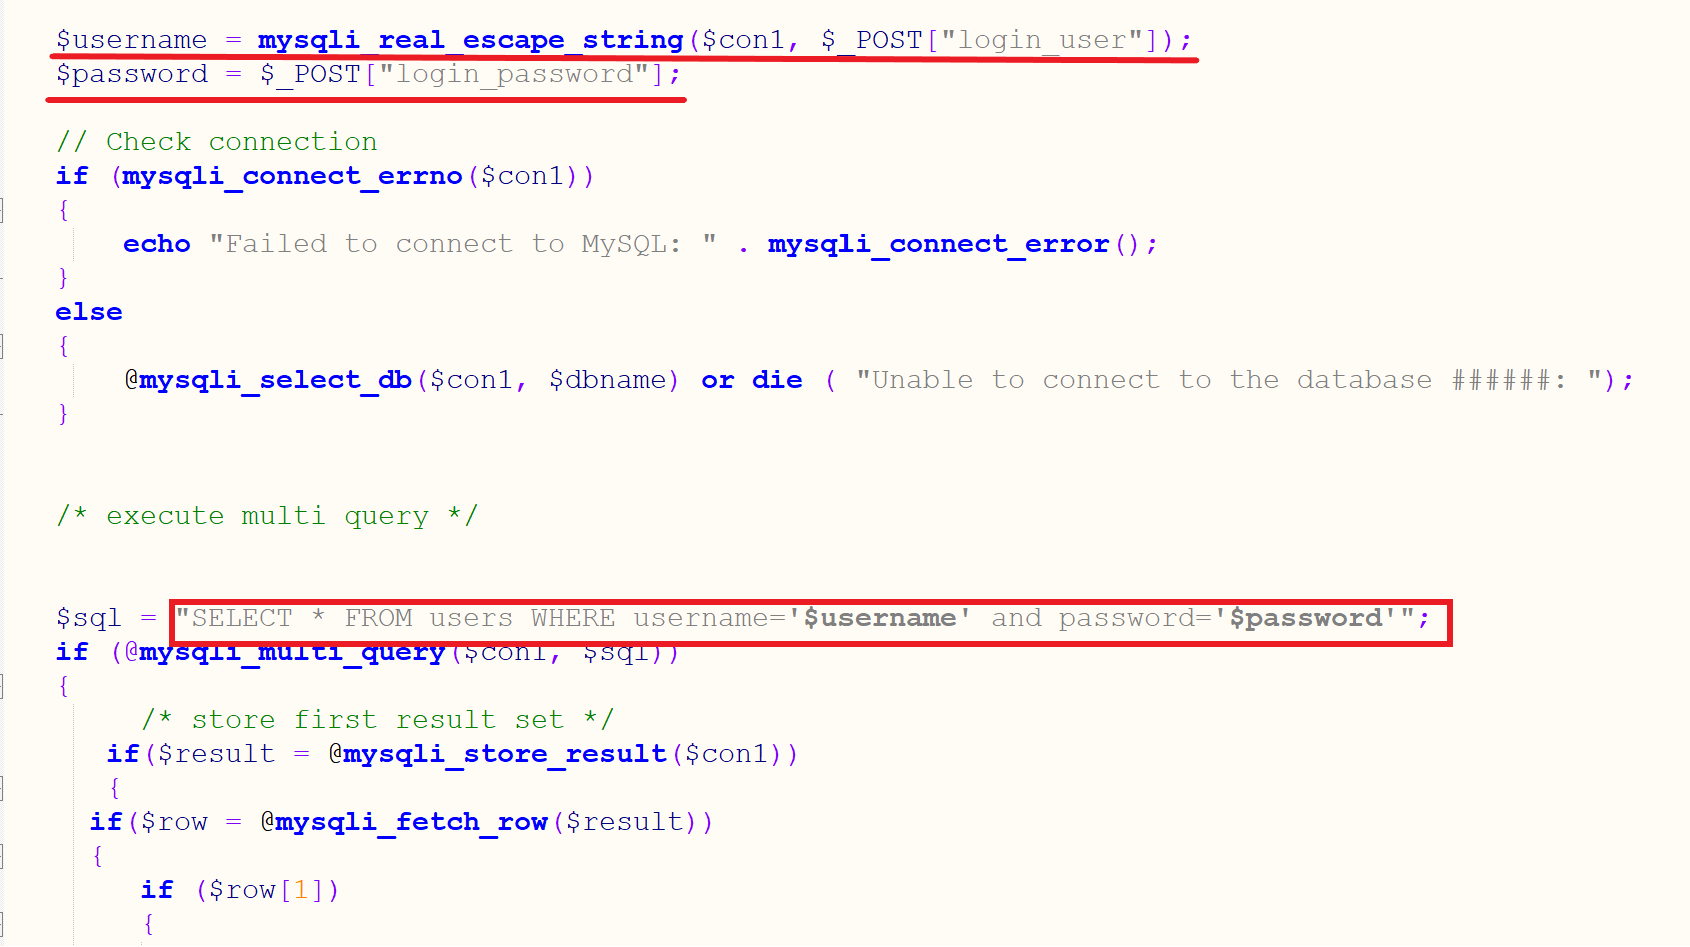 $username = mysqli_real_escape_string($con1, $_POST["login_user"]);
$password = $_POST["login_password"];
// Check connection
if (mysqli_connect_errno($con1))
{
echo "Failed to connect to MySQL: " . mysqli_connect_error();
}
else
{
@mysqli_select_db($con1, $dbname) or die ( "Unable to connect to the database ######: ");
}
/* execute multi query */
$sql = "SELECT * FROM users WHERE username='$username' and password='$password'";
if (@mysqli_multi_query($con1, $sql))
{
/* store first result set */
if($result = @mysqli_store_result($con1))
{
if($row = @mysqli_fetch_row($result))
{
if ($row[1])
{